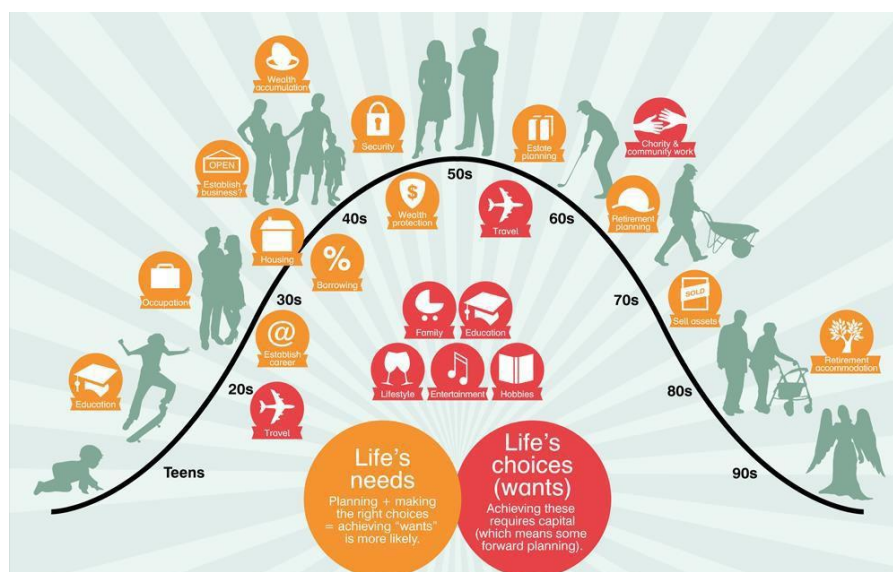 Wealth
accumulation
Security
Estate
planning
Charity &
community work
OPEN
Establish
business?
50s
$
Wealth
protection
Travel
40s
60s
Retirement
planning
Housing
%
Borrowing
Occupation
30s
70s
SOLD
Sell assets
Family
Education
@
Establish
career
Retirement
accommodation
Education
20s
Lifestyle
Entertainment
Hobbies
80s
Travel
Teens
90s
Life's
needs
Planning + making
the right choices
= achieving "wants"
is more likely.
Life's
choices
(wants)
Achieving these
requires capital
(which means some
forward planning).